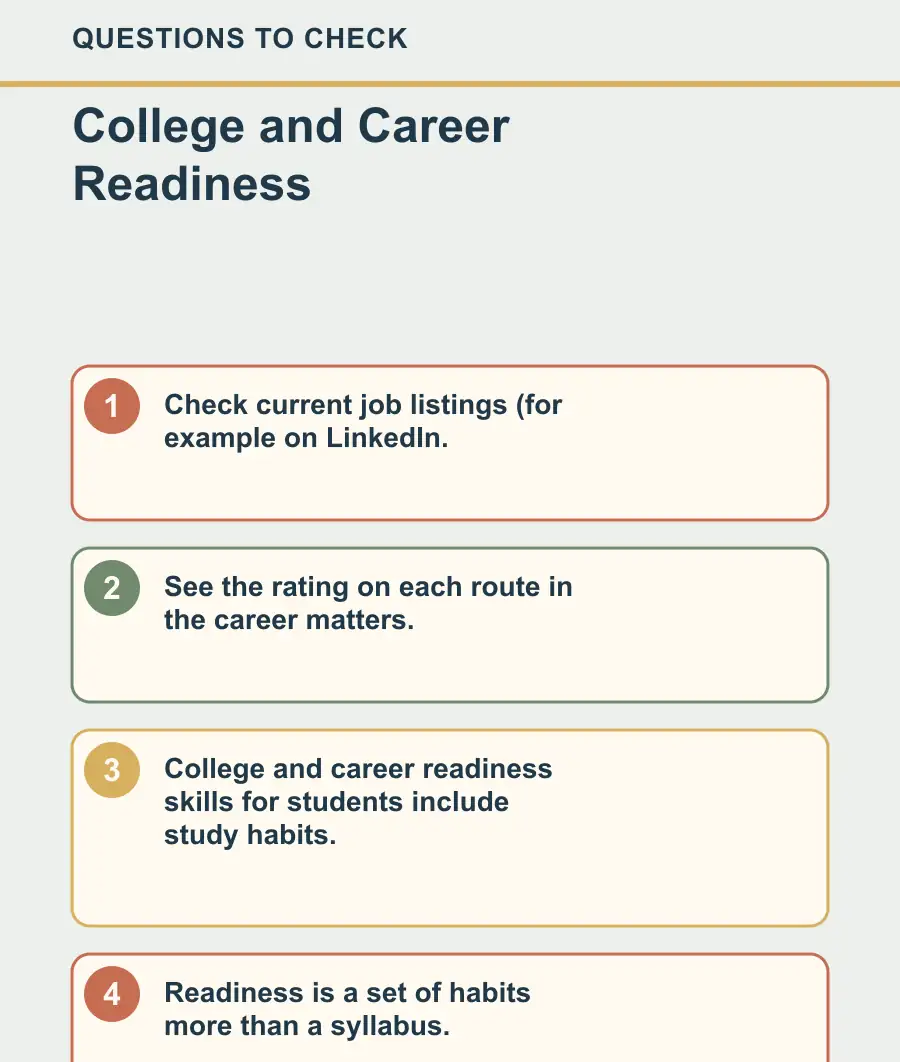 QUESTIONS TO CHECK
College and Career
Readiness
1
Check current job listings (for
example on LinkedIn.
2
See the rating on each route in
the career matters.
3
College and career readiness
skills for students include
study habits.
4
Readiness is a set of habits
more than a syllabus.